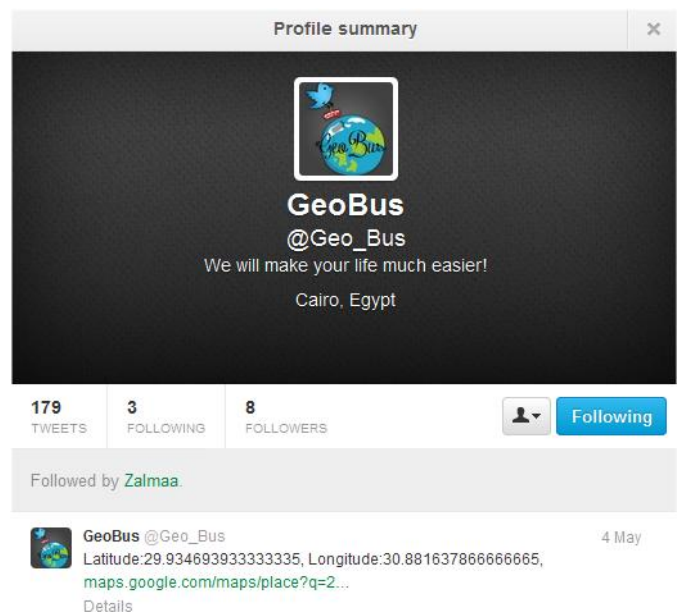 Profile summary
×
Geo Bus
GeoBus
@Geo_Bus
We will make your life much easier!
Cairo, Egypt
179
TWEETS
3
FOLLOWING
8
FOLLOWERS
Following
Followed by Zalmaa.
GeoBus @Geo_Bus
4 May
Latitude:29.934693933333335, Longitude:30.881637866666665,
maps.google.com/maps/place?q=2...
Details